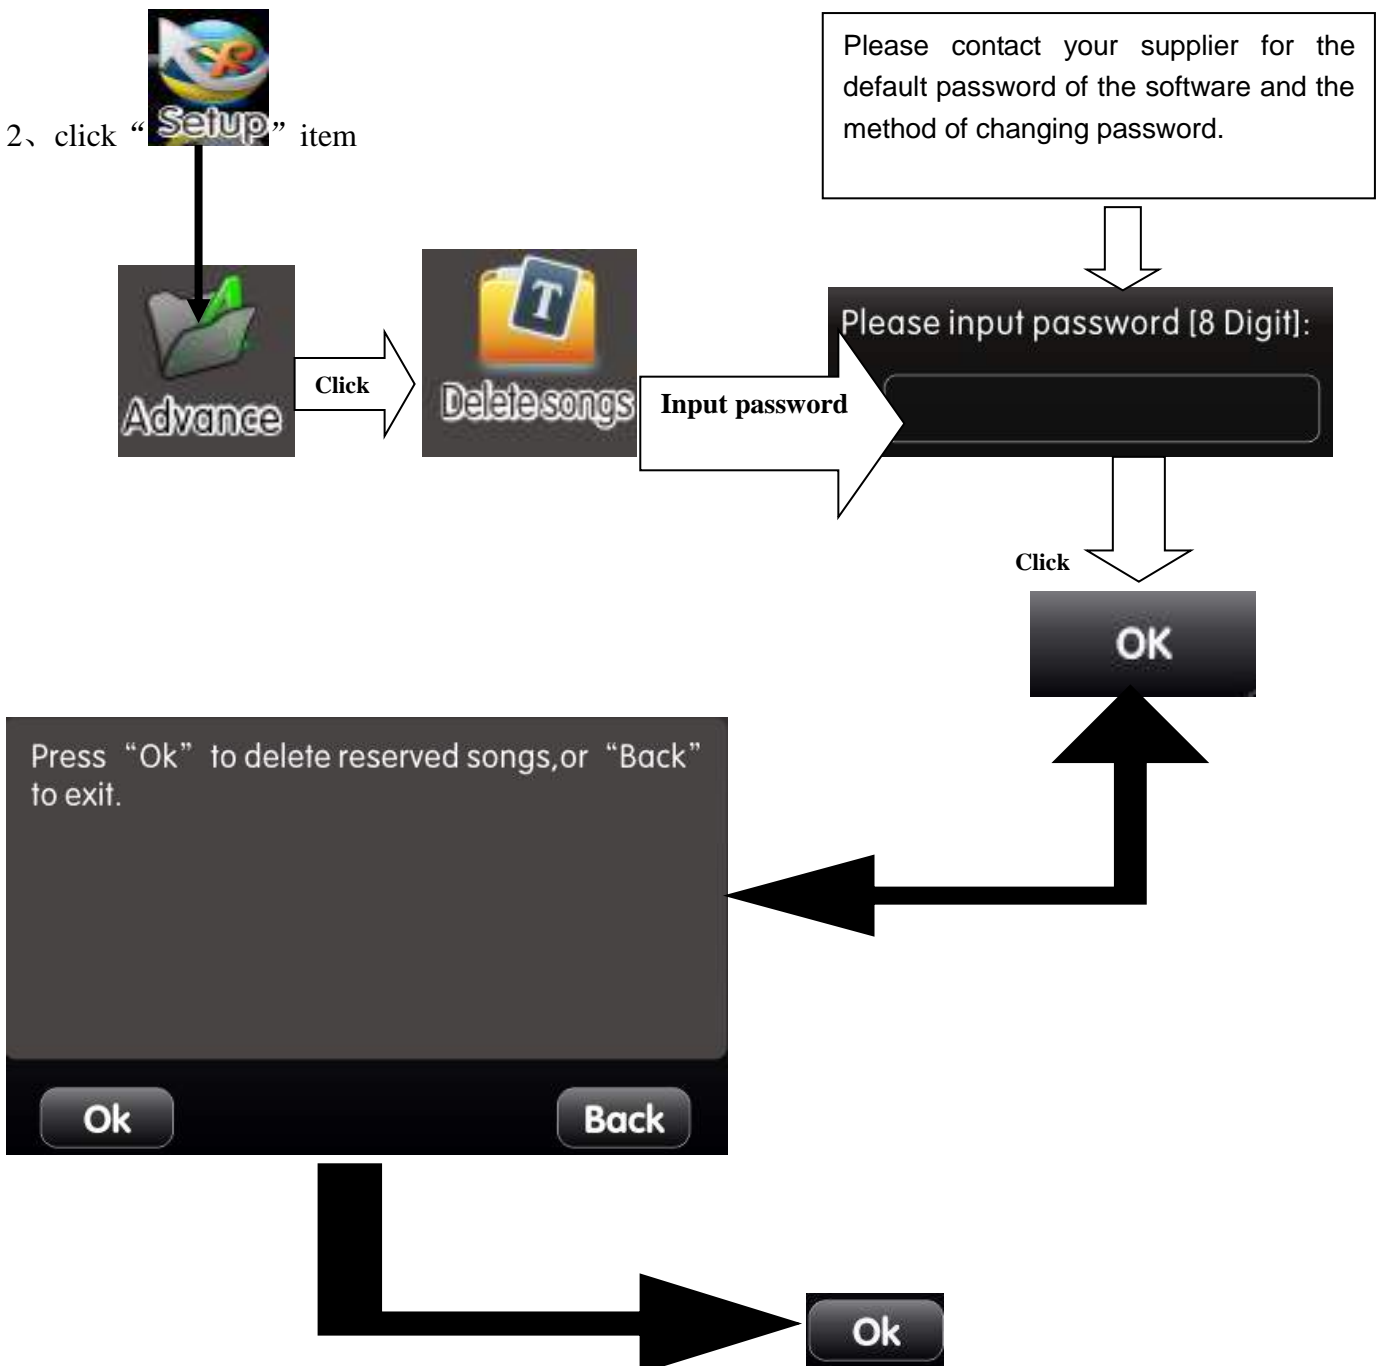 Please contact your supplier for the
default password of the software and the
method of changing password.
2、click “Setup” item
Advance
Click
Delete songs
Input password
Please input password [8 Digit]:
Click
OK
Press “Ok” to delete reserved songs,or “Back”
to exit.
Ok
Back
Ok